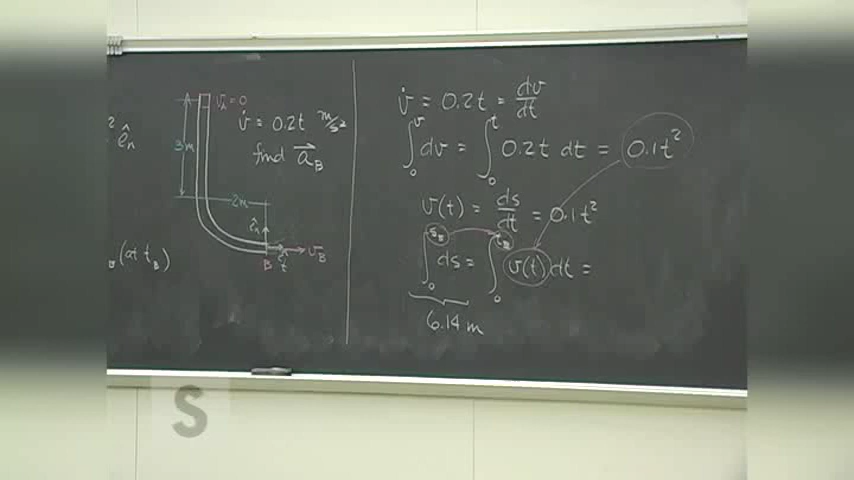 ² ê_n
(at t_B)
v_A = 0
v̇ = 0.2t m/s²
find a⃗_B
3m
2m
ê_n
ê_t
B
v_B
v̇ = 0.2t = dv/dt
∫₀^v dv = ∫₀^t 0.2t dt = 0.1t²
v(t) = ds/dt = 0.1t²
∫₀^{s_B} ds = ∫₀^{t_B} v(t) dt =
6.14 m
S